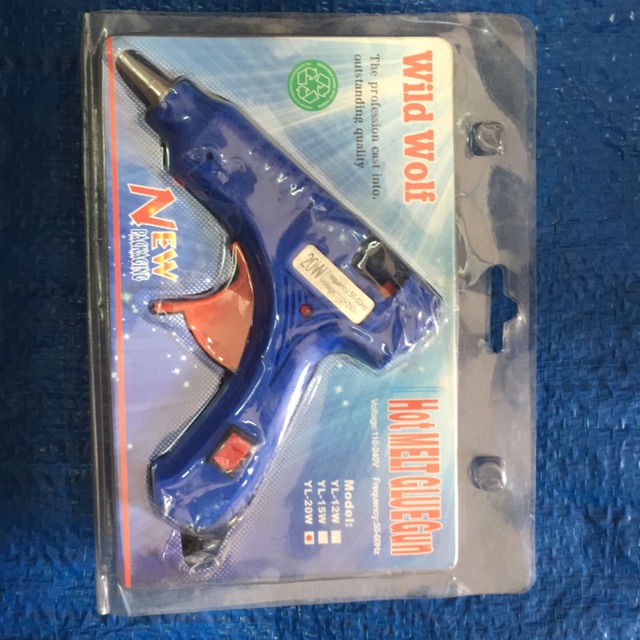 Wild Wolf
The profession cast into.
outstanding quality
NEW
PACKAGING
20W
Hot MELT GLUE Gun
Voltage:110-240V Frequency:50-60Hz
Model:
YL-12W
YL-15W
YL-20W